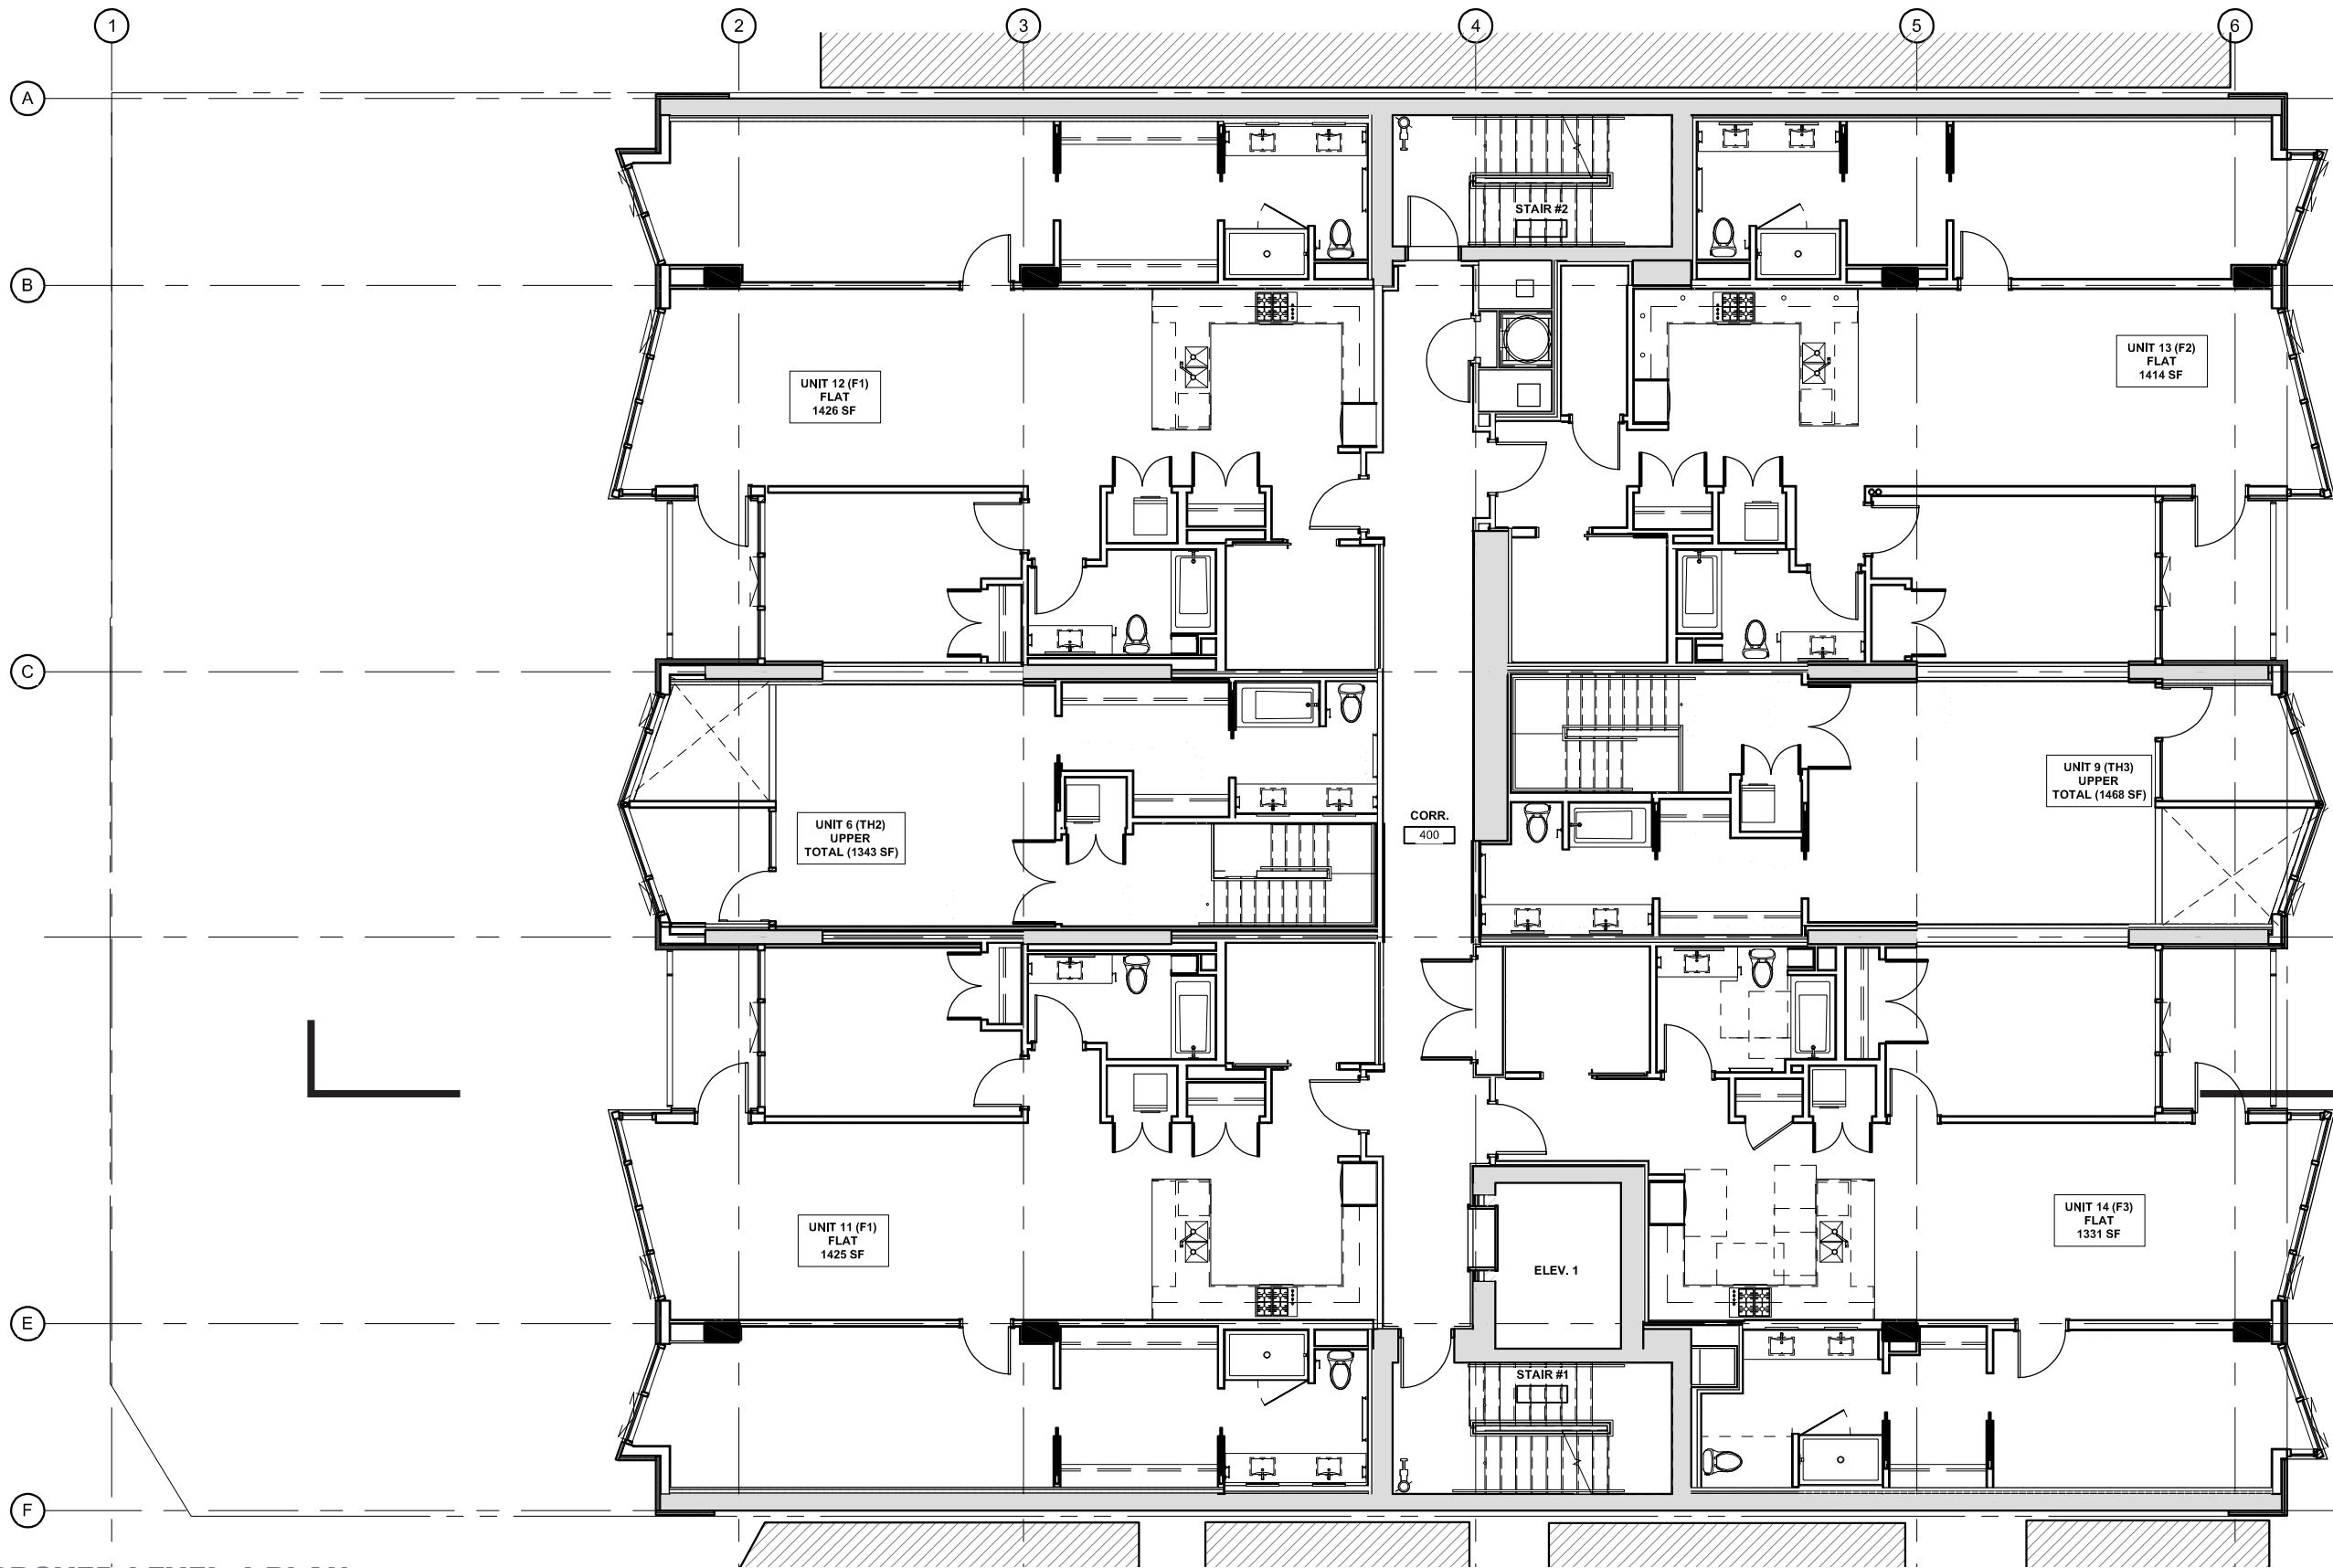 1
2
3
4
5
6
A
STAIR #2
B
UNIT 13 (F2)
FLAT
1414 SF
UNIT 12 (F1)
FLAT
1426 SF
C
UNIT 9 (TH3)
UPPER
TOTAL (1468 SF)
UNIT 6 (TH2)
UPPER
TOTAL (1343 SF)
CORR.
400
UNIT 14 (F3)
FLAT
1331 SF
UNIT 11 (F1)
FLAT
1425 SF
ELEV. 1
E
STAIR #1
F